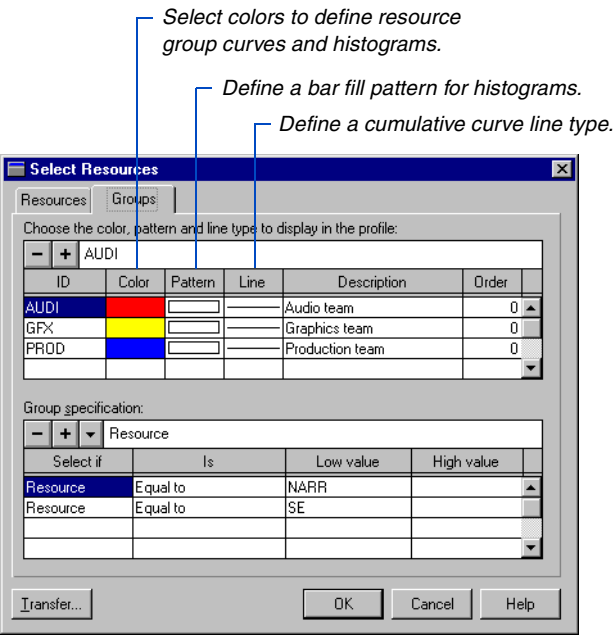 Select colors to define resource
group curves and histograms.
Define a bar fill pattern for histograms.
Define a cumulative curve line type.
Select Resources
Resources Groups
Choose the color, pattern and line type to display in the profile:
− + AUDI
ID Color Pattern Line Description Order
AUDI Audio team 0
GFX Graphics team 0
PROD Production team 0
Group specification:
− + Resource
Select if Is Low value High value
Resource Equal to NARR
Resource Equal to SE
Transfer... OK Cancel Help